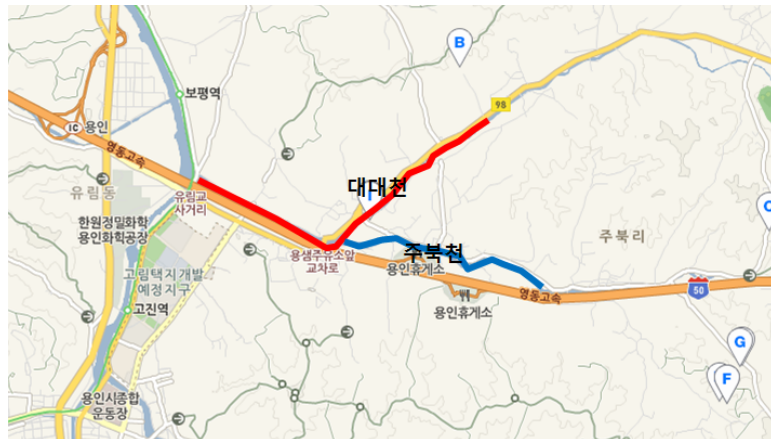 B
98
보평역
IC 용인
영동고속
대대천
유림동
유림교
사거리
한원정밀화학
용인화학공장
주북천
주북리
C
용샘주유소앞
교차로
용인휴게소
고림택지개발
예정지구
영동고속
50
고진역
용인휴게소
G
F
용인시종합
운동장